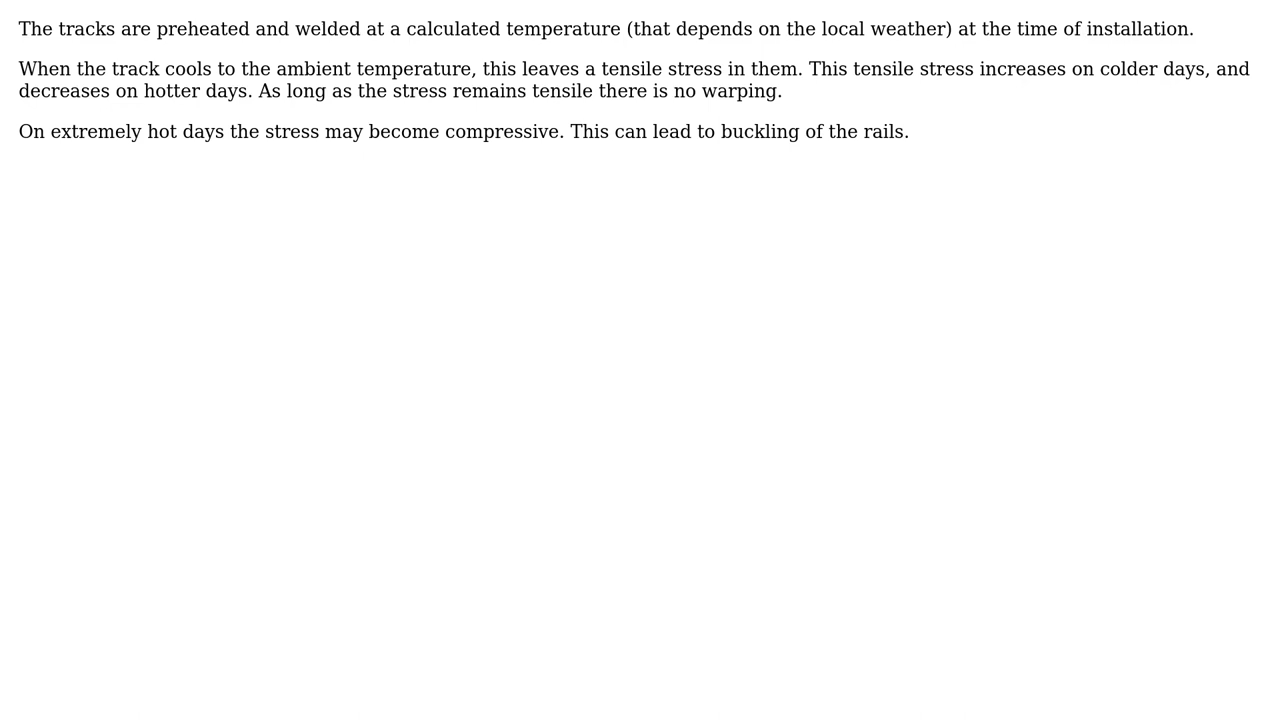 The tracks are preheated and welded at a calculated temperature (that depends on the local weather) at the time of installation.
When the track cools to the ambient temperature, this leaves a tensile stress in them. This tensile stress increases on colder days, and
decreases on hotter days. As long as the stress remains tensile there is no warping.
On extremely hot days the stress may become compressive. This can lead to buckling of the rails.